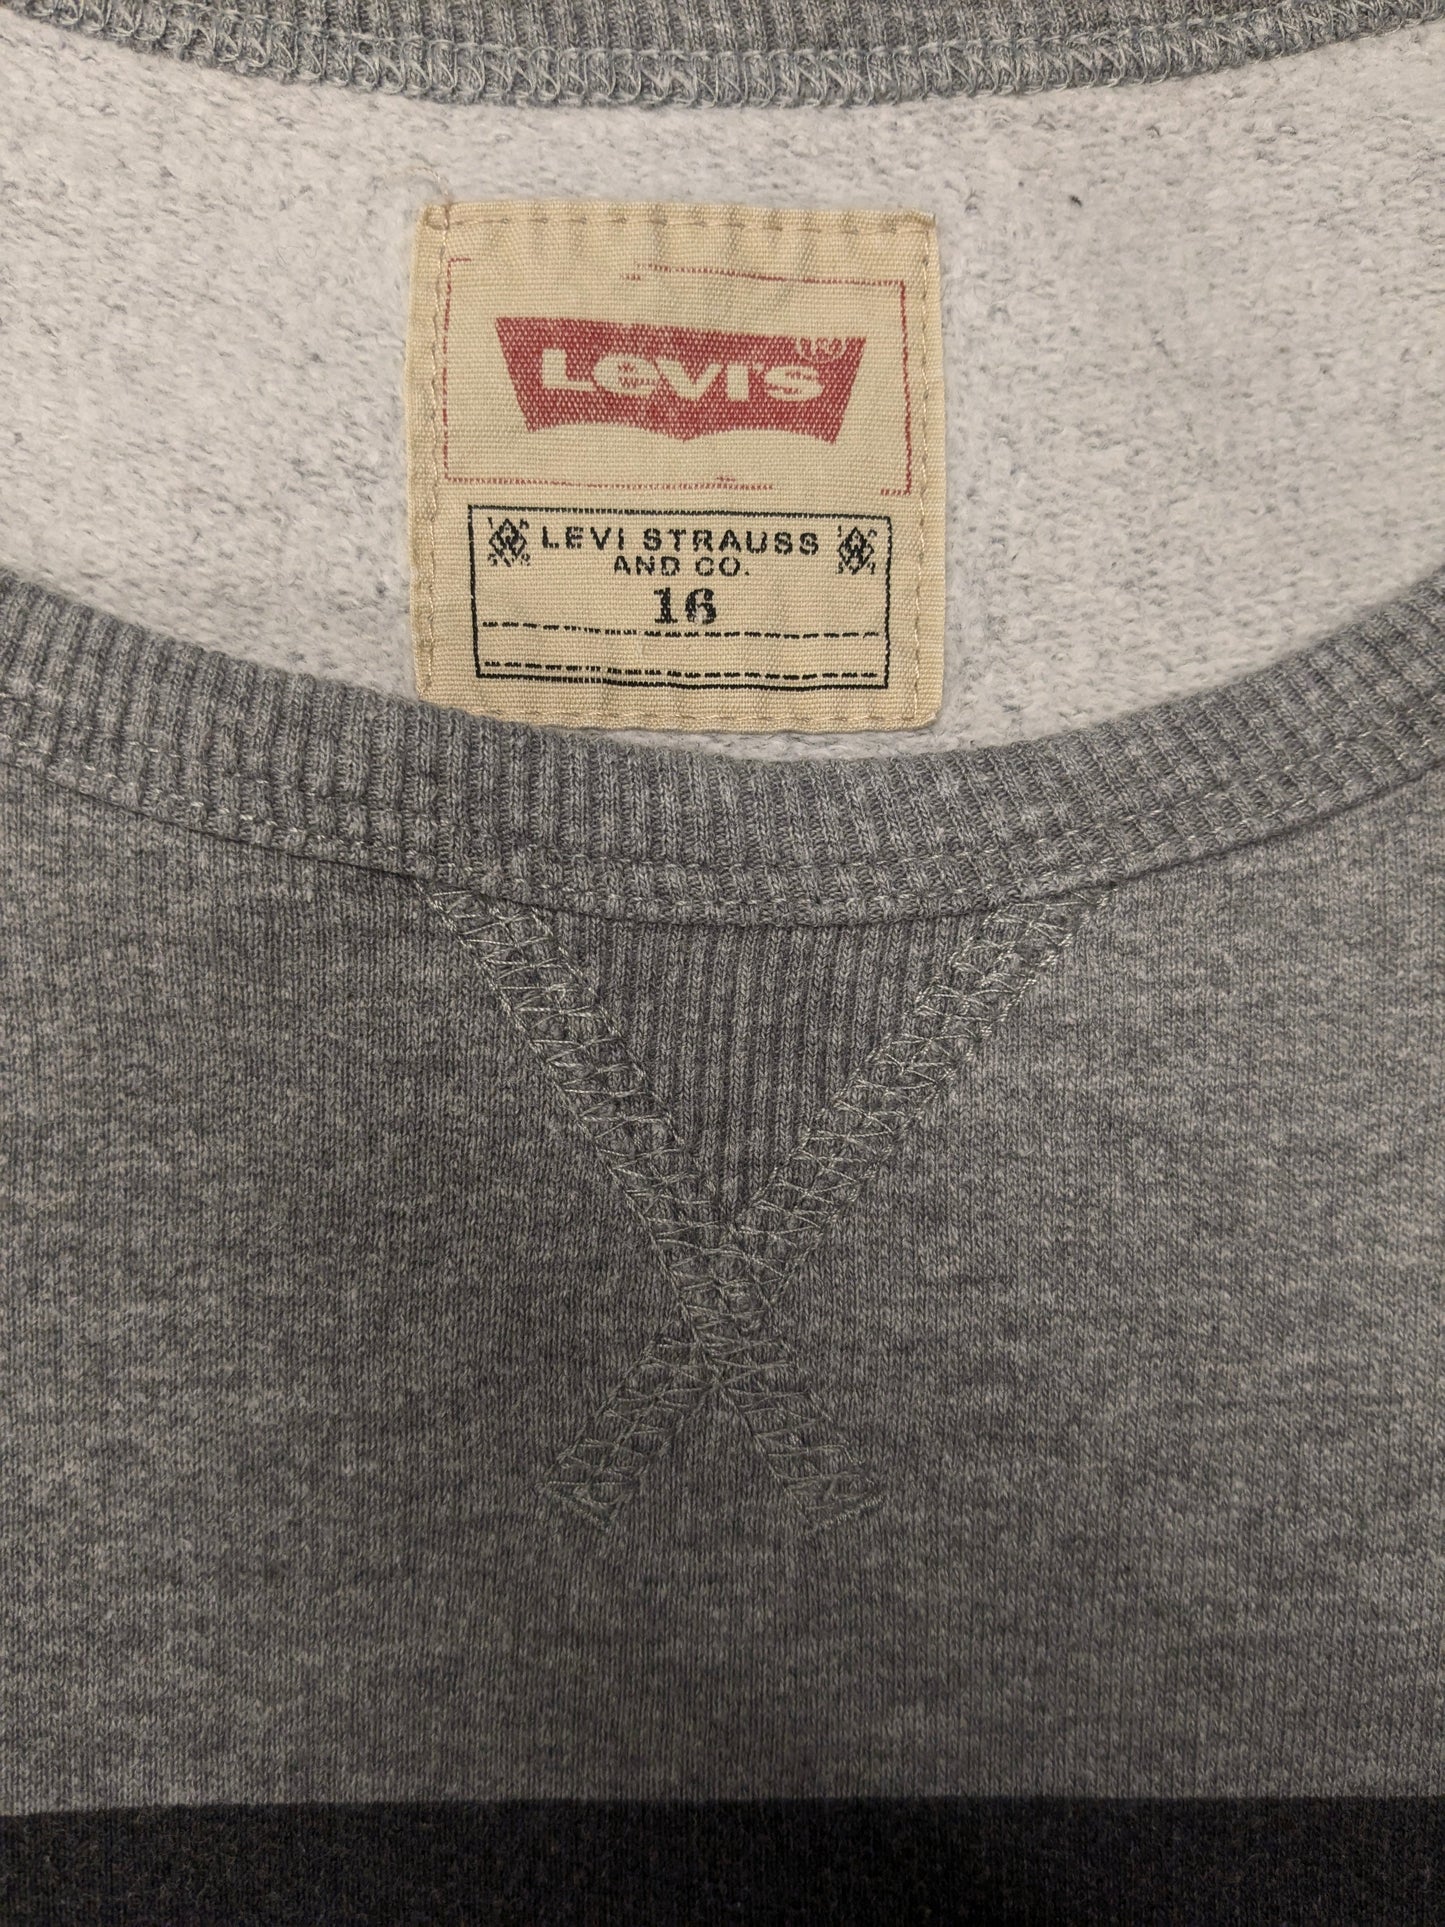 Levi's®
LEVI STRAUSS
AND CO.
16